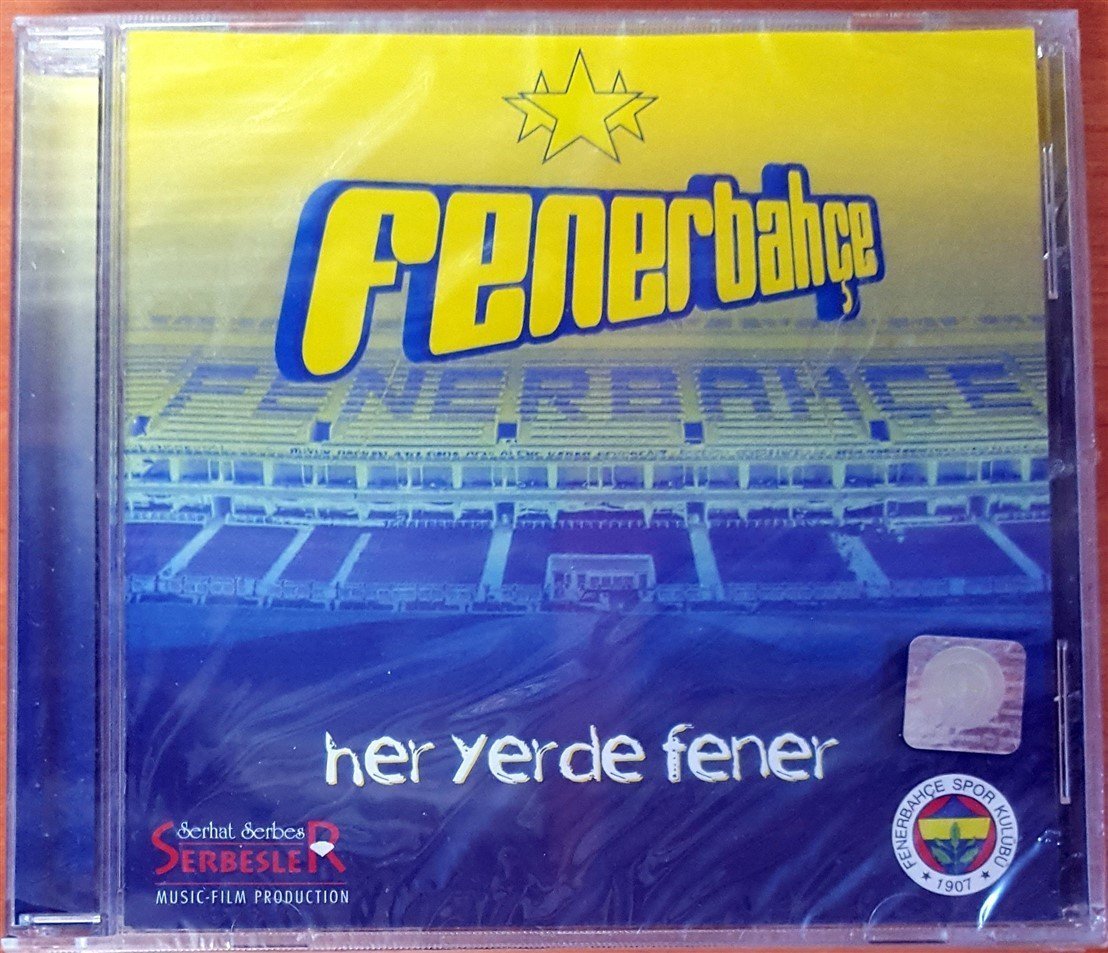 Fenerbahçe
FENERBAHÇE
her yerde fener
Serhat Serbes
SERBESLER
MUSIC-FILM PRODUCTION
FENERBAHÇE SPOR KULÜBÜ
★ 1907 ★